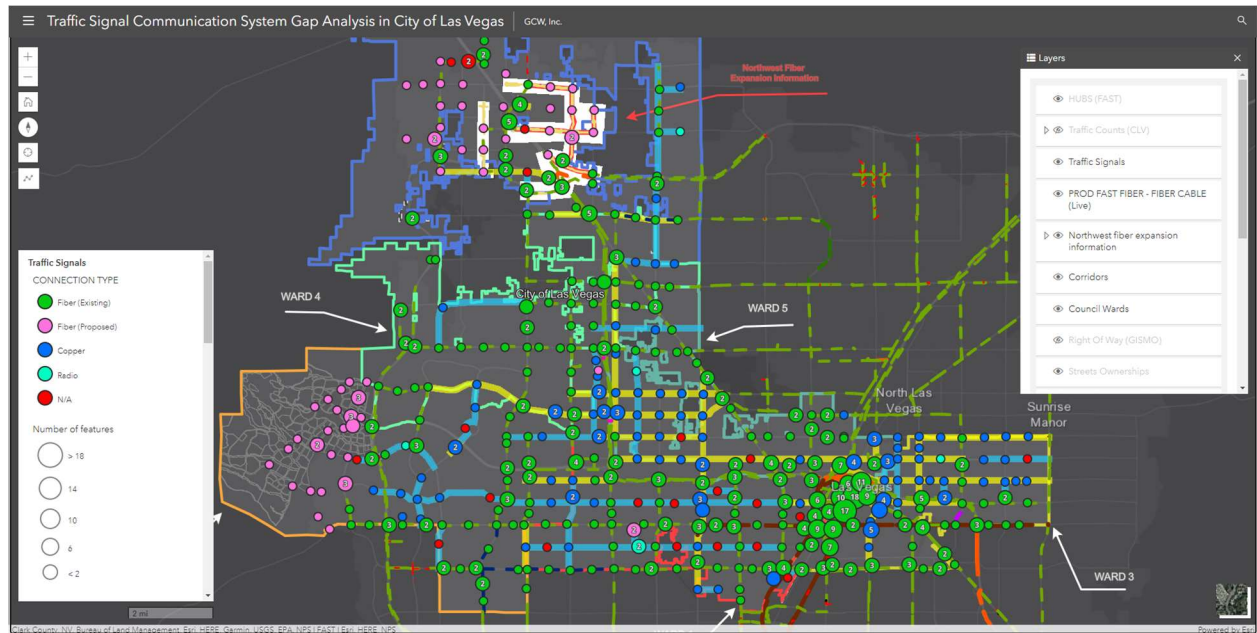 Traffic Signal Communication System Gap Analysis in City of Las Vegas
GCW, Inc.
Northwest Fiber
Expansion Information
Layers
HUBS (FAST)
Traffic Counts (CLV)
Traffic Signals
PROD FAST FIBER - FIBER CABLE
(Live)
Northwest fiber expansion
information
Corridors
Council Wards
Right Of Way (GISMO)
Streets Ownerships
Traffic Signals
CONNECTION TYPE
Fiber (Existing)
Fiber (Proposed)
Copper
Radio
N/A
Number of features
> 18
14
10
6
< 2
WARD 4
City of Las Vegas
WARD 5
North Las
Vegas
Sunrise
Manor
Las Vegas
WARD 3
2 mi
Clark County, NV, Bureau of Land Management, Esri, HERE, Garmin, USGS, EPA, NPS | FAST | Esri, HERE, NPS
Powered by Esri